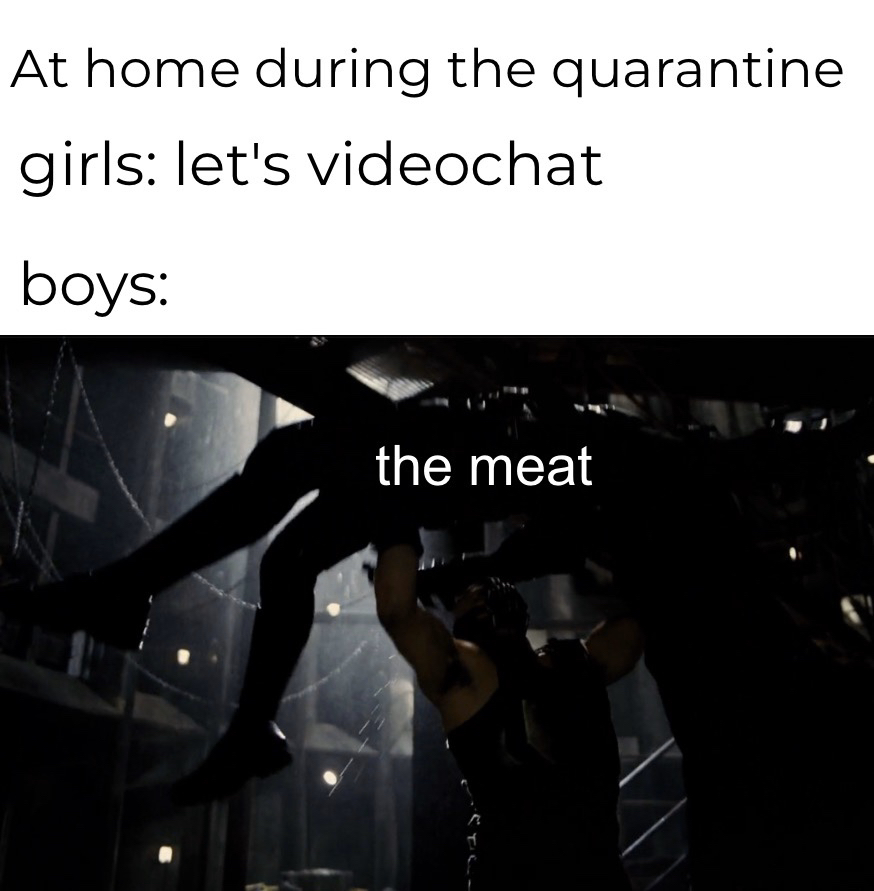 At home during the quarantine
girls: let's videochat
boys:
the meat